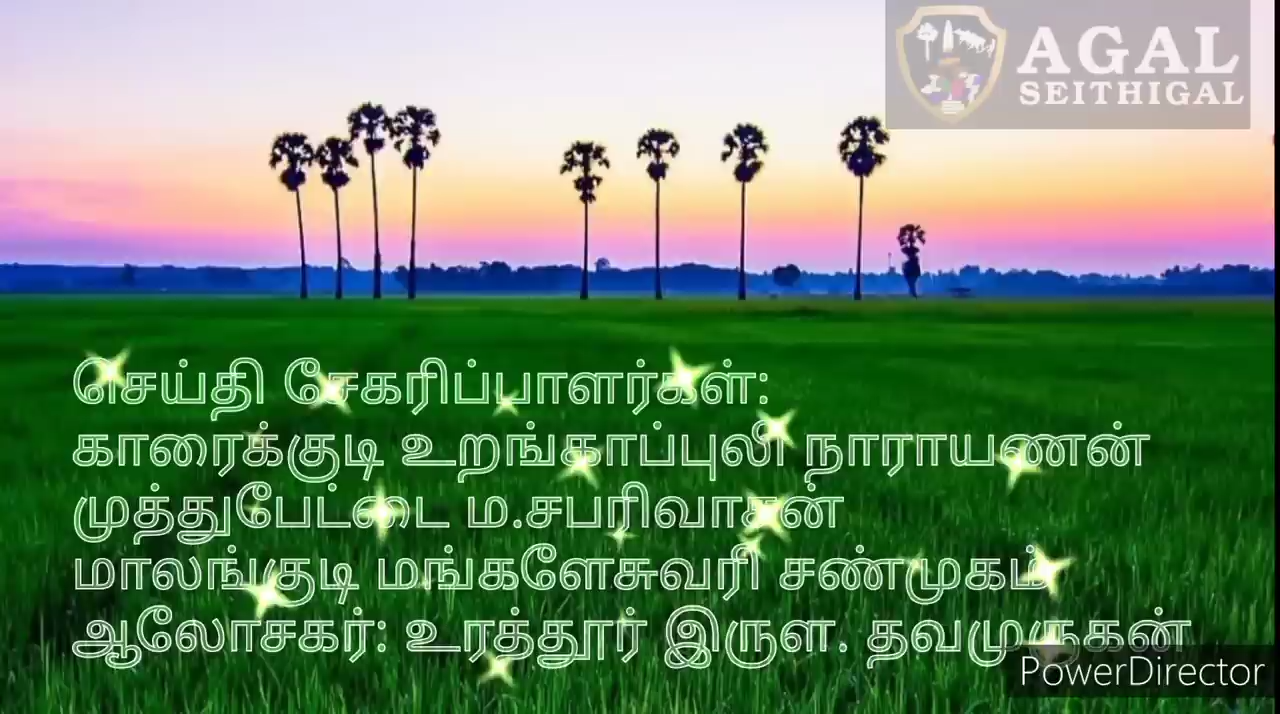 AGAL
SEITHIGAL
செய்தி சேகரிப்பாளர்கள்:
காரைக்குடி உறங்காப்புலி நாராயணன்
முத்துபேட்டை ம.சபரிவாசன்
மாலங்குடி மங்களேசுவரி சண்முகம்
ஆலோசகர்: உரத்தூர் இருள. தவமுருகன்
PowerDirector